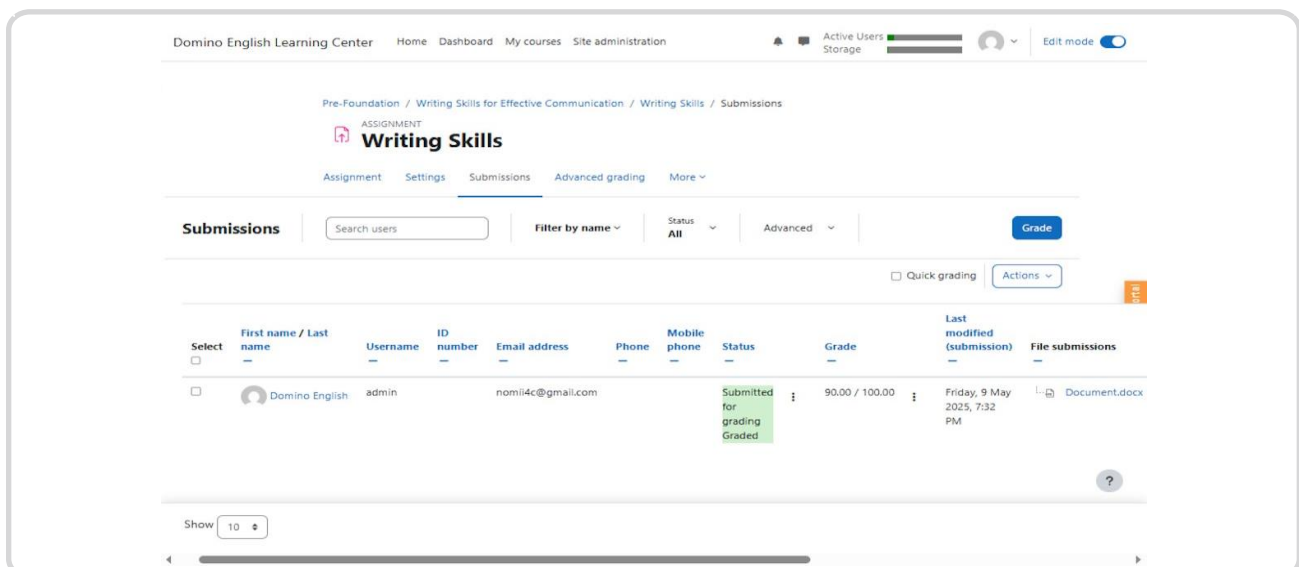 Domino English Learning Center Home Dashboard My courses Site administration Active Users Edit mode
Storage
Pre-Foundation / Writing Skills for Effective Communication / Writing Skills / Submissions
ASSIGNMENT
Writing Skills
Assignment Settings Submissions Advanced grading More
Submissions Search users Filter by name Status All Advanced Grade
Quick grading Actions
Select First name / Last name Username ID number Email address Phone Mobile phone Status Grade Last modified (submission) File submissions
Domino English admin nomii4c@gmail.com Submitted for grading Graded 90.00 / 100.00 Friday, 9 May 2025, 7:32 PM Document.docx
?
Show 10